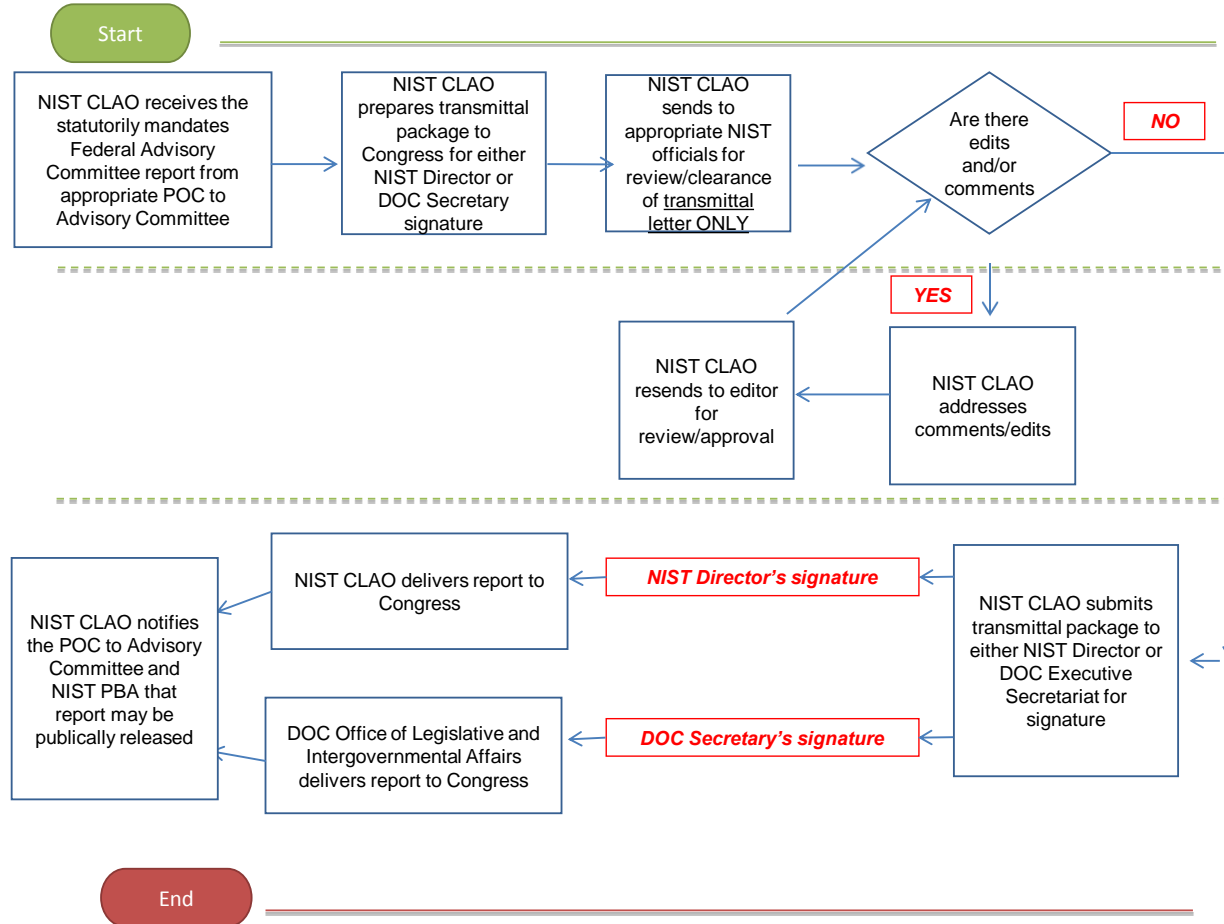 Start
NIST CLAO receives the
statutorily mandates
Federal Advisory
Committee report from
appropriate POC to
Advisory Committee
NIST CLAO
prepares transmittal
package to
Congress for either
NIST Director or
DOC Secretary
signature
NIST CLAO
sends to
appropriate NIST
officials for
review/clearance
of transmittal
letter ONLY
Are there
edits
and/or
comments
NO
YES
NIST CLAO
resends to editor
for
review/approval
NIST CLAO
addresses
comments/edits
NIST CLAO notifies
the POC to Advisory
Committee and
NIST PBA that
report may be
publically released
NIST CLAO delivers report to
Congress
NIST Director’s signature
NIST CLAO submits
transmittal package to
either NIST Director or
DOC Executive
Secretariat for
signature
DOC Office of Legislative and
Intergovernmental Affairs
delivers report to Congress
DOC Secretary’s signature
End